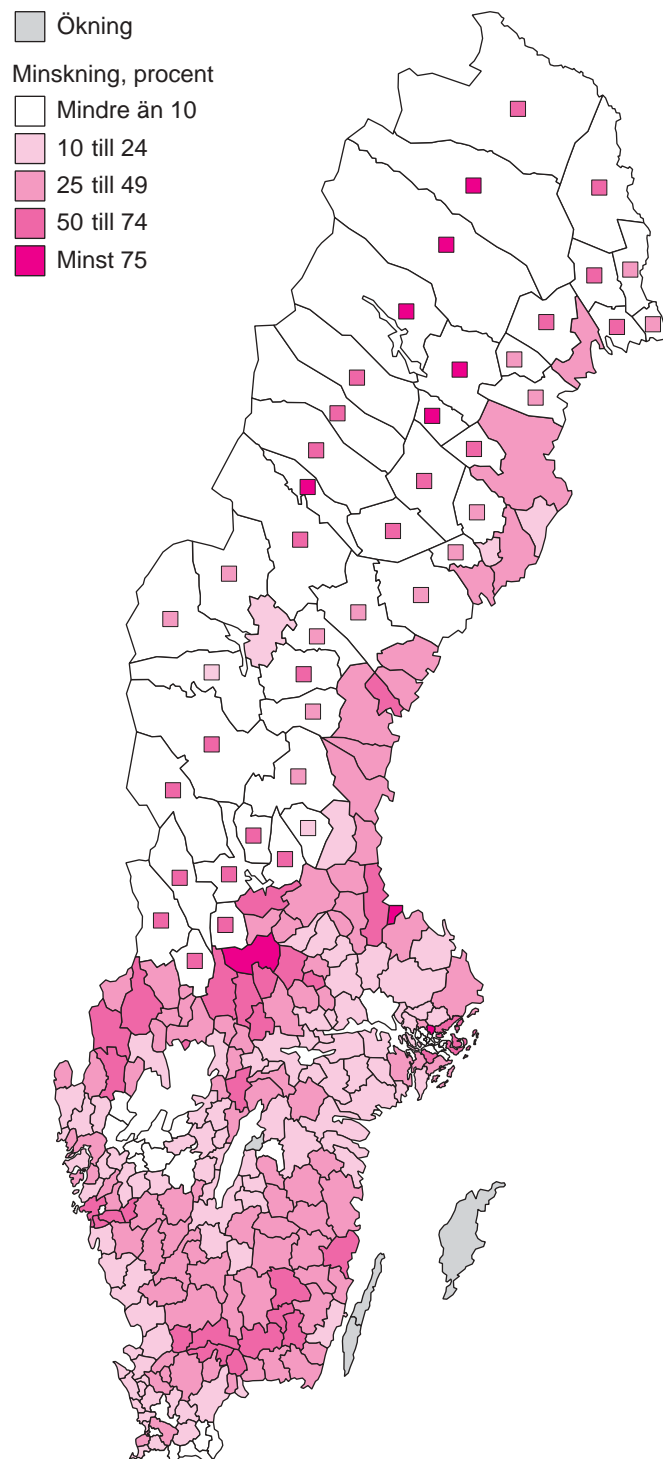 Ökning
Minskning, procent
Mindre än 10
10 till 24
25 till 49
50 till 74
Minst 75